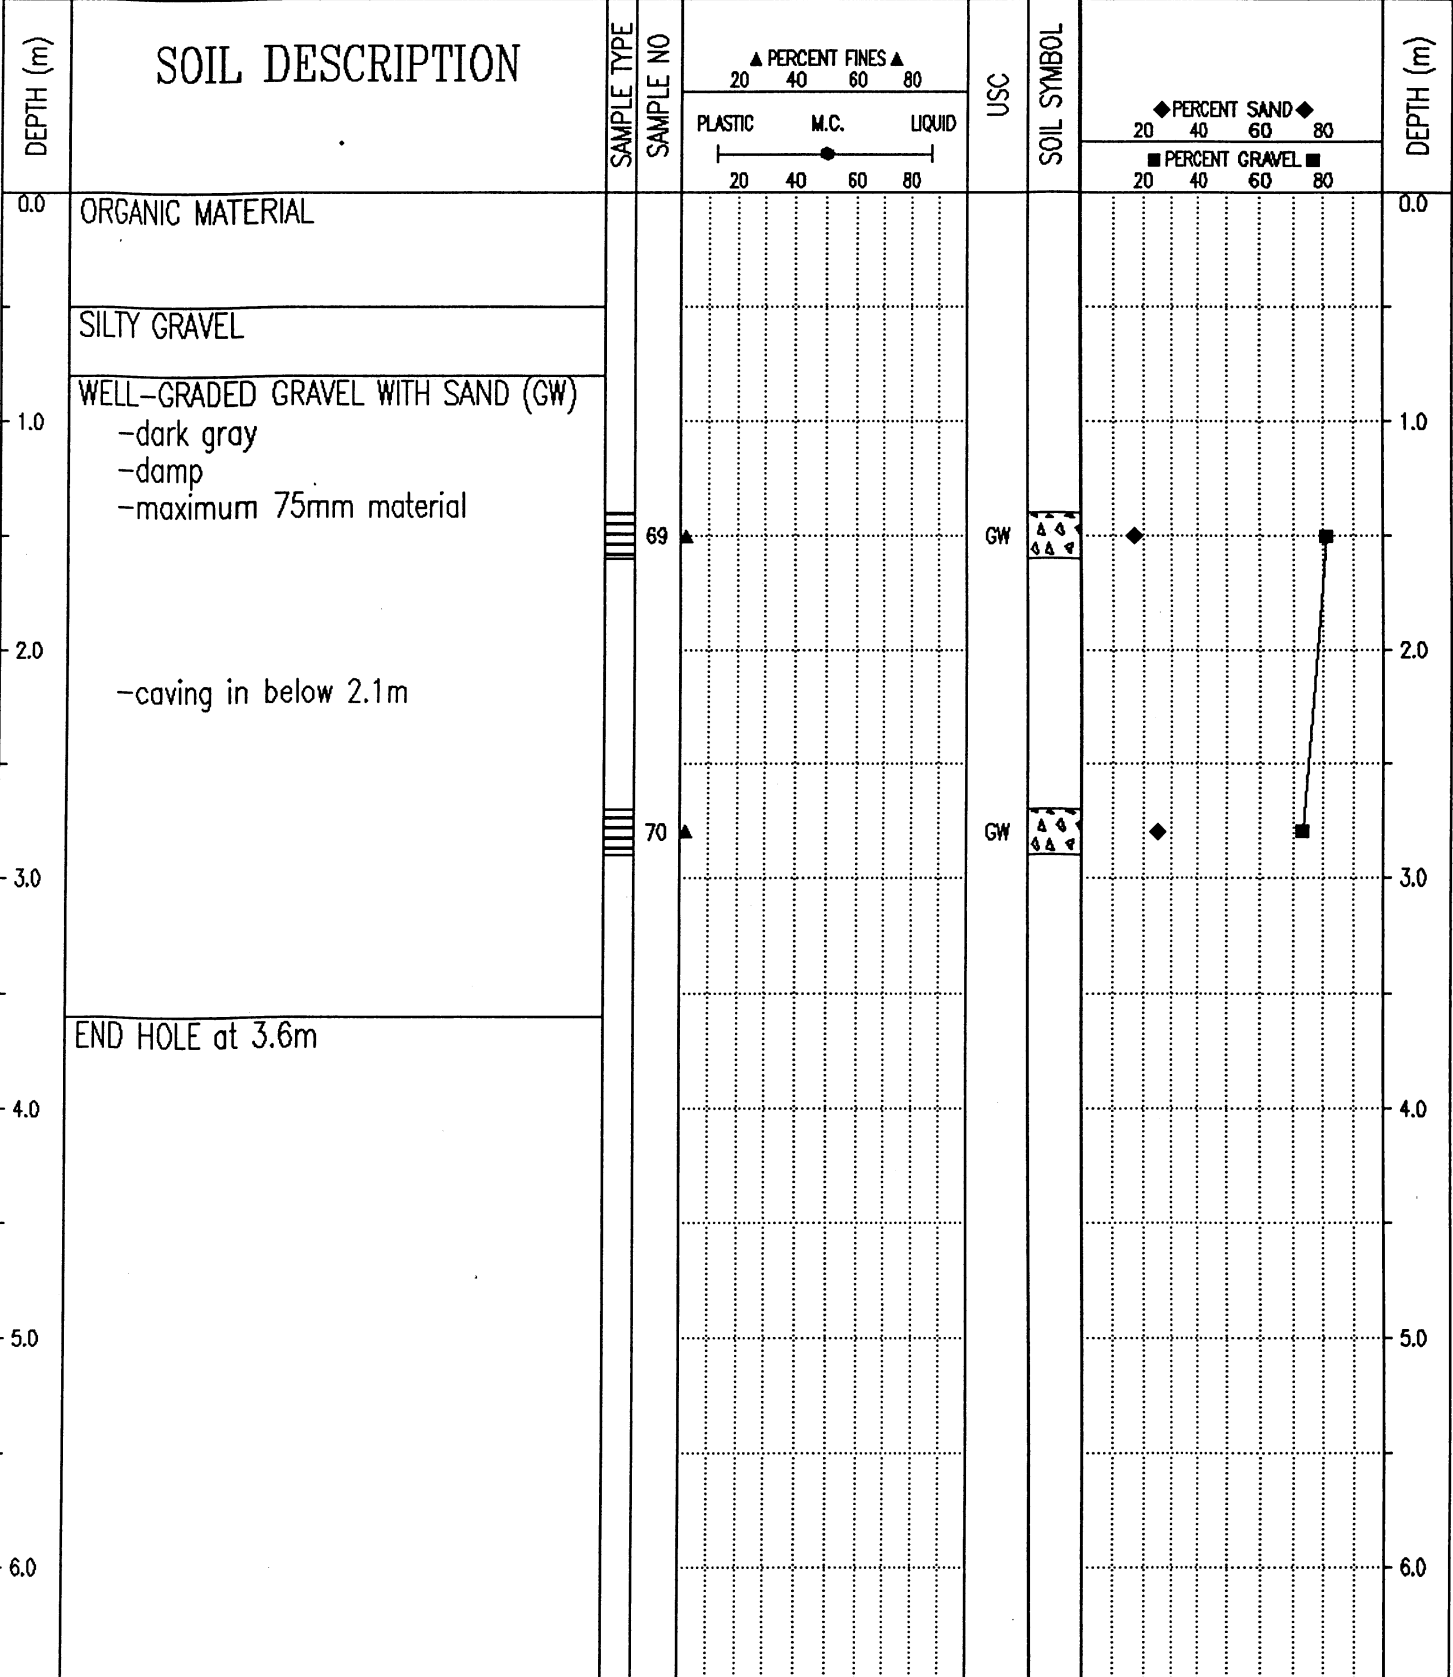 DEPTH (m)
SOIL DESCRIPTION
SAMPLE TYPE
SAMPLE NO
▲ PERCENT FINES ▲
20 40 60 80
PLASTIC M.C. LIQUID
20 40 60 80
USC
SOIL SYMBOL
◆PERCENT SAND◆
20 40 60 80
■PERCENT GRAVEL■
20 40 60 80
DEPTH (m)
0.0 ORGANIC MATERIAL 0.0
SILTY GRAVEL
WELL-GRADED GRAVEL WITH SAND (GW)
1.0 1.0
-dark gray
-damp
-maximum 75mm material
69 GW
2.0 2.0
-caving in below 2.1m
70 GW
3.0 3.0
END HOLE at 3.6m
4.0 4.0
5.0 5.0
6.0 6.0